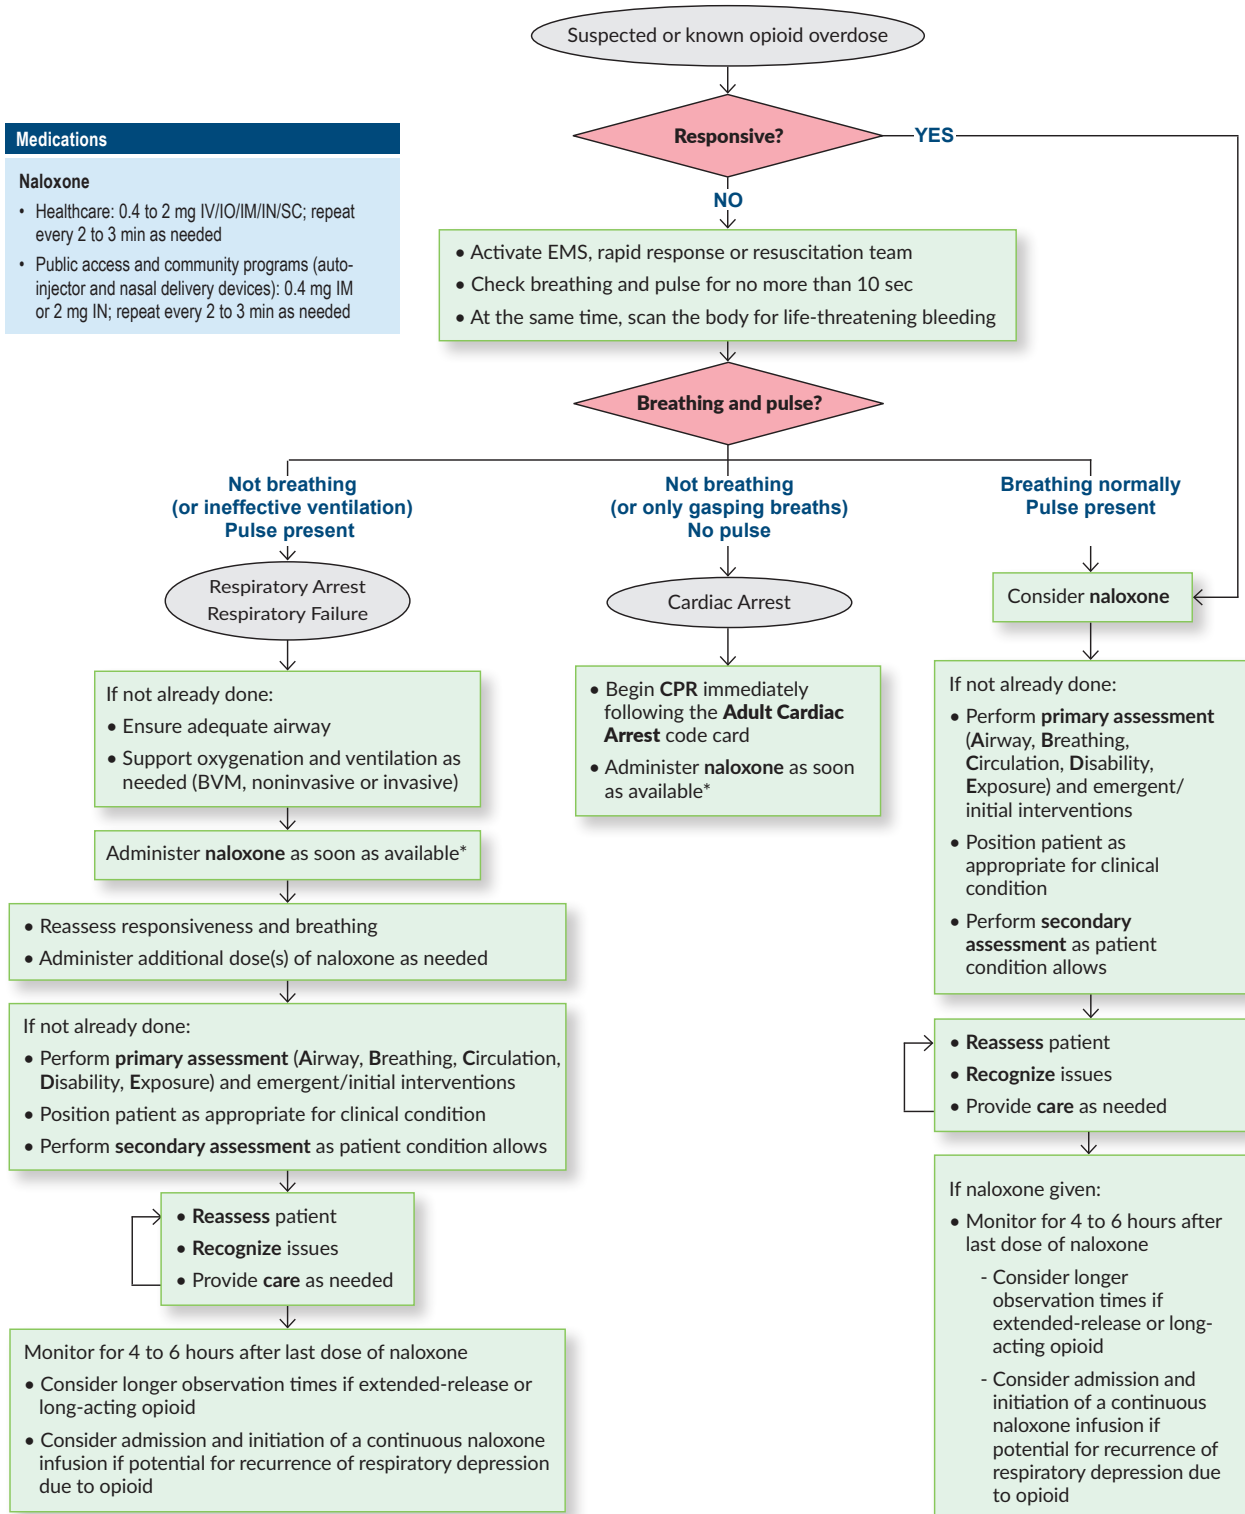 Suspected or known opioid overdose
Responsive?
YES
NO
Medications
Naloxone
• Healthcare: 0.4 to 2 mg IV/IO/IM/IN/SC; repeat
every 2 to 3 min as needed
• Public access and community programs (auto-
injector and nasal delivery devices): 0.4 mg IM
or 2 mg IN; repeat every 2 to 3 min as needed
• Activate EMS, rapid response or resuscitation team
• Check breathing and pulse for no more than 10 sec
• At the same time, scan the body for life-threatening bleeding
Breathing and pulse?
Not breathing
(or ineffective ventilation)
Pulse present
Not breathing
(or only gasping breaths)
No pulse
Breathing normally
Pulse present
Respiratory Arrest
Respiratory Failure
If not already done:
• Ensure adequate airway
• Support oxygenation and ventilation as
needed (BVM, noninvasive or invasive)
Administer naloxone as soon as available*
• Reassess responsiveness and breathing
• Administer additional dose(s) of naloxone as needed
If not already done:
• Perform primary assessment (Airway, Breathing, Circulation,
Disability, Exposure) and emergent/initial interventions
• Position patient as appropriate for clinical condition
• Perform secondary assessment as patient condition allows
• Reassess patient
• Recognize issues
• Provide care as needed
Monitor for 4 to 6 hours after last dose of naloxone
• Consider longer observation times if extended-release or
long-acting opioid
• Consider admission and initiation of a continuous naloxone
infusion if potential for recurrence of respiratory depression
due to opioid
Cardiac Arrest
• Begin CPR immediately
following the Adult Cardiac
Arrest code card
• Administer naloxone as soon
as available*
Consider naloxone
If not already done:
• Perform primary assessment
(Airway, Breathing,
Circulation, Disability,
Exposure) and emergent/
initial interventions
• Position patient as
appropriate for clinical
condition
• Perform secondary
assessment as patient
condition allows
• Reassess patient
• Recognize issues
• Provide care as needed
If naloxone given:
• Monitor for 4 to 6 hours after
last dose of naloxone
- Consider longer
observation times if
extended-release or long-
acting opioid
- Consider admission and
initiation of a continuous
naloxone infusion if
potential for recurrence of
respiratory depression due
to opioid